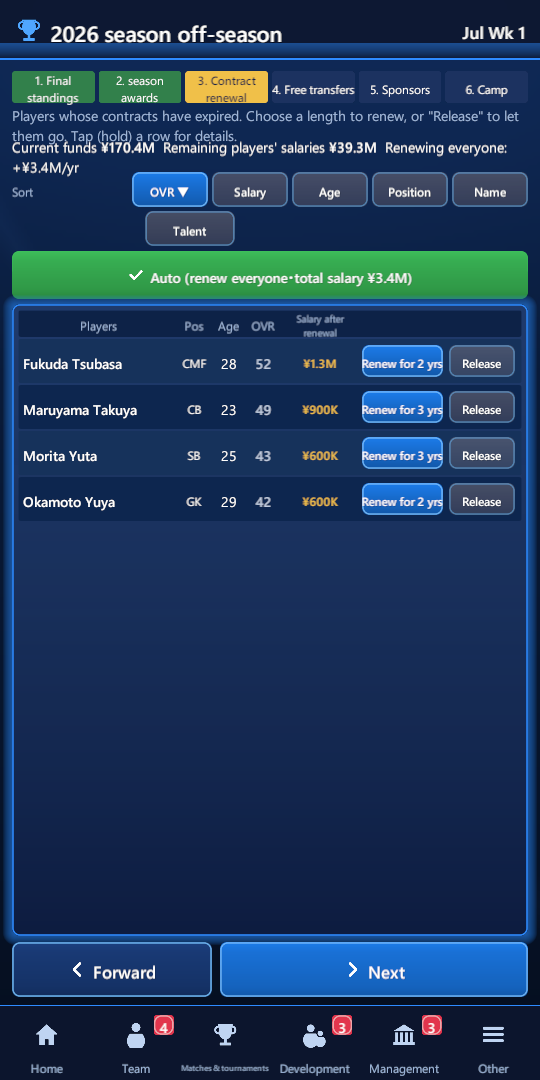 2026 season off-season
Jul Wk 1
1. Final
standings
2. season
awards
3. Contract
renewal
4. Free transfers
5. Sponsors
6. Camp
Players whose contracts have expired. Choose a length to renew, or "Release" to let
them go. Tap (hold) a row for details.
Current funds ¥170.4M Remaining players' salaries ¥39.3M Renewing everyone:
+¥3.4M/yr
Sort
OVR ▼
Salary
Age
Position
Name
Talent
✓ Auto (renew everyone・total salary ¥3.4M)
Players Pos Age OVR Salary after
renewal
Fukuda Tsubasa CMF 28 52 ¥1.3M Renew for 2 yrs Release
Maruyama Takuya CB 23 49 ¥900K Renew for 3 yrs Release
Morita Yuta SB 25 43 ¥600K Renew for 3 yrs Release
Okamoto Yuya GK 29 42 ¥600K Renew for 2 yrs Release
Forward
Next
4
3
3
Home
Team
Matches & tournaments
Development
Management
Other